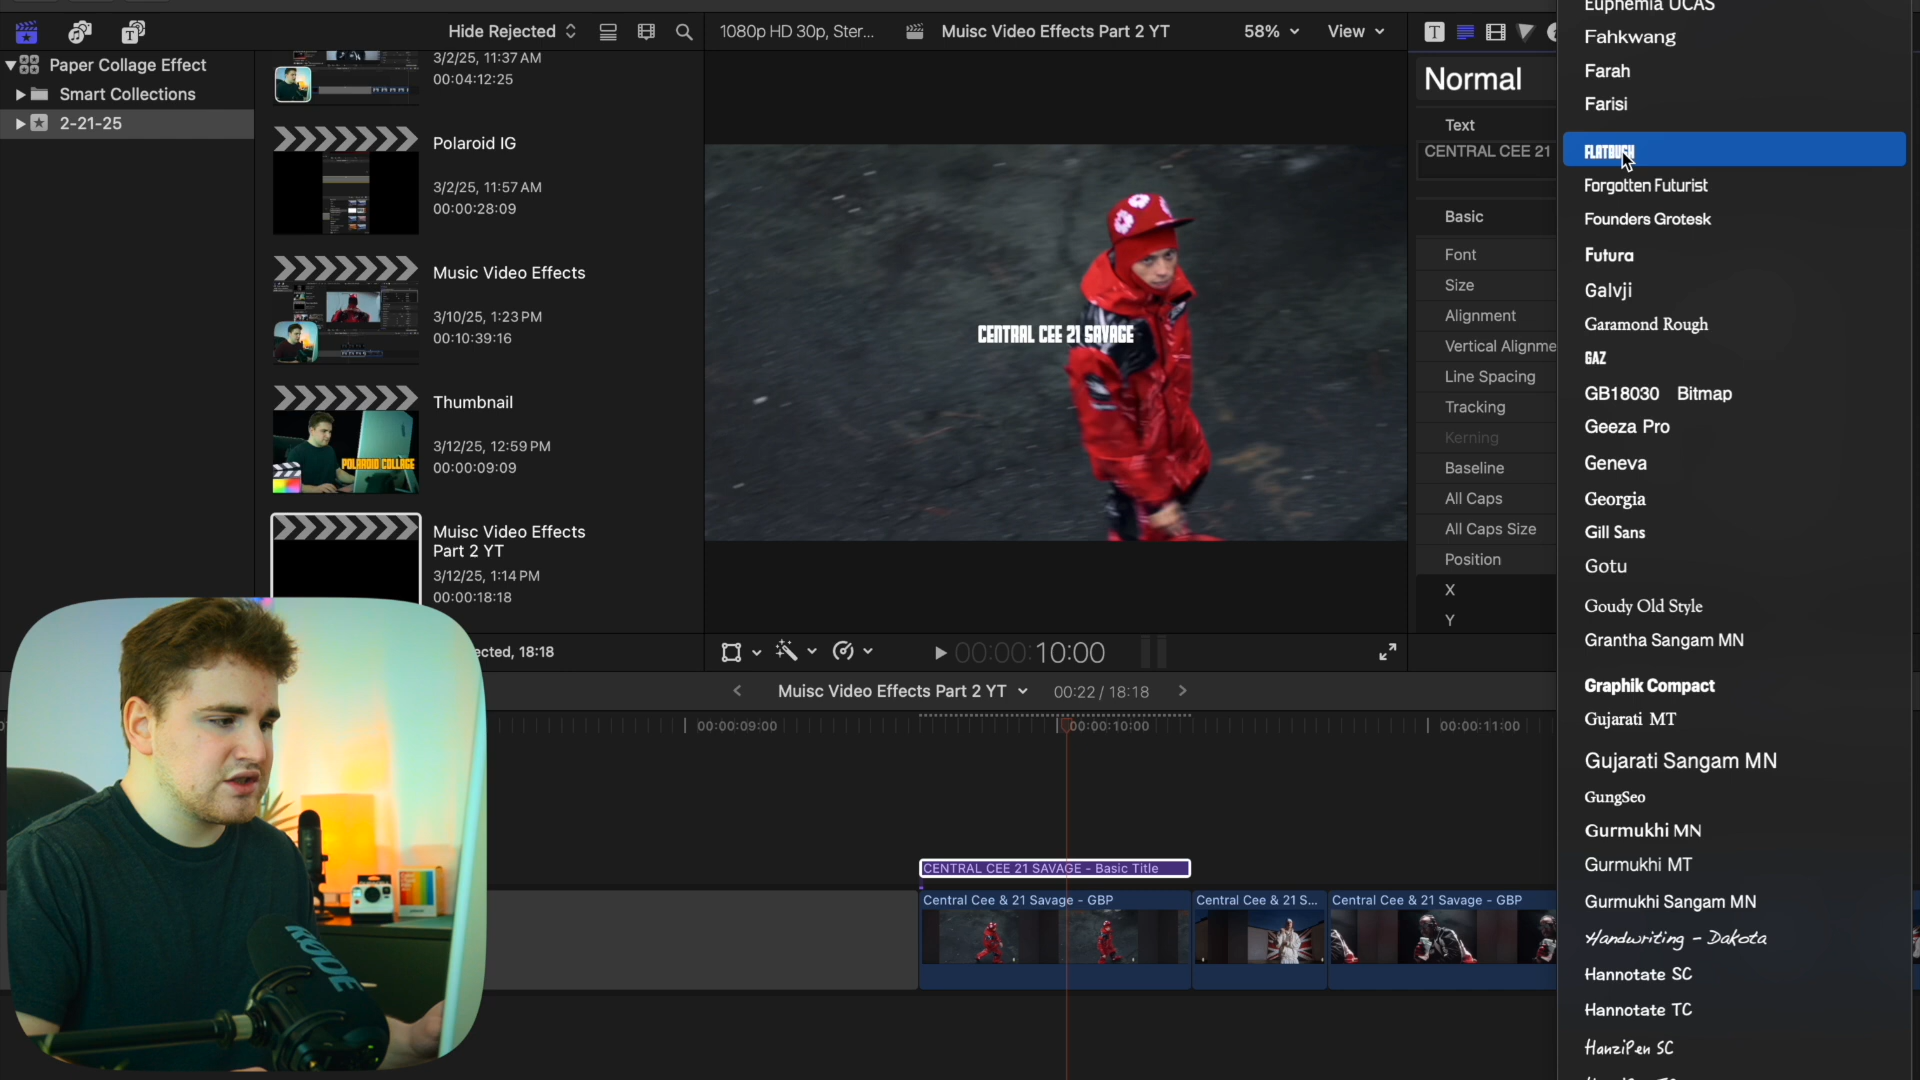 Hide Rejected
1080p HD 30p, Ster...
Muisc Video Effects Part 2 YT
58%
View
Paper Collage Effect
Smart Collections
2-21-25
3/2/25, 11:37 AM
00:04:12:25
Polaroid IG
3/2/25, 11:57 AM
00:00:28:09
Music Video Effects
3/10/25, 1:23 PM
00:10:39:16
Thumbnail
3/12/25, 12:59 PM
00:00:09:09
POLAROID COLLAGE
Muisc Video Effects
Part 2 YT
3/12/25, 1:14 PM
00:00:18:18
ected, 18:18
CENTRAL CEE 21 SAVAGE
00:00:10:00
Normal
Text
CENTRAL CEE 21
Basic
Font
Size
Alignment
Vertical Alignme
Line Spacing
Tracking
Kerning
Baseline
All Caps
All Caps Size
Position
X
Y
Euphemia UCAS
Fahkwang
Farah
Farisi
FLATBUSH
Forgotten Futurist
Founders Grotesk
Futura
Galvji
Garamond Rough
GAZ
GB18030 Bitmap
Geeza Pro
Geneva
Georgia
Gill Sans
Gotu
Goudy Old Style
Grantha Sangam MN
Graphik Compact
Gujarati MT
Gujarati Sangam MN
GungSeo
Gurmukhi MN
Gurmukhi MT
Gurmukhi Sangam MN
Handwriting - Dakota
Hannotate SC
Hannotate TC
HanziPen SC
Muisc Video Effects Part 2 YT
00:22 / 18:18
00:00:09:00
00:00:10:00
00:00:11:00
CENTRAL CEE 21 SAVAGE - Basic Title
Central Cee & 21 Savage - GBP
Central Cee & 21 S...
Central Cee & 21 Savage - GBP
RØDE